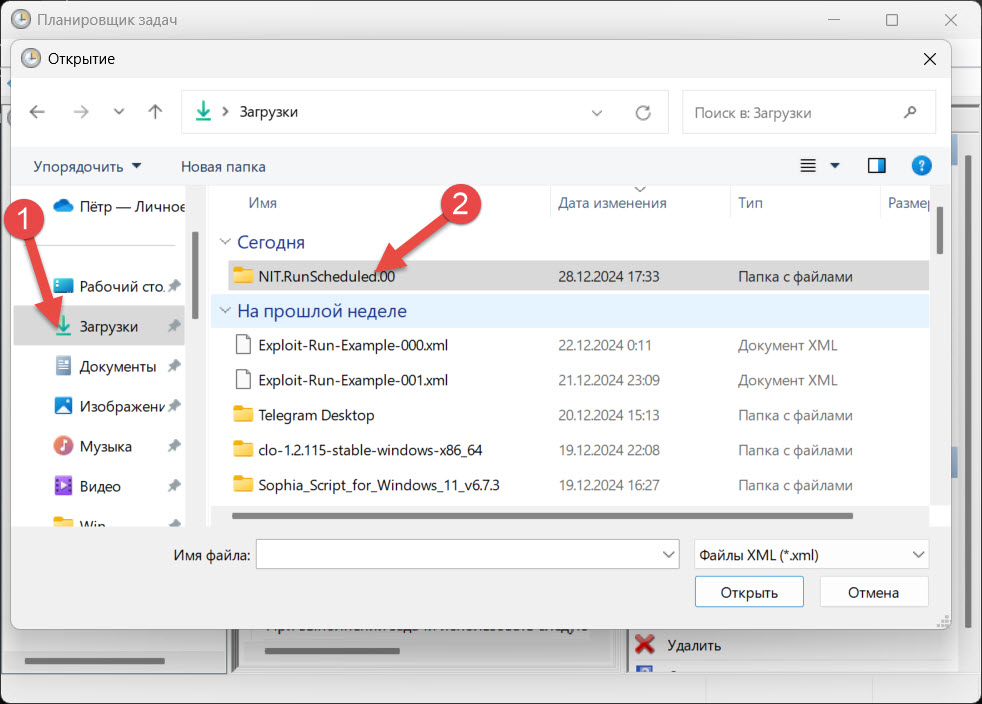 Планировщик задач
Открытие
Загрузки
Поиск в: Загрузки
Упорядочить
Новая папка
?
Пётр — Личное
1
Рабочий сто.
Загрузки
Документы
Изображени
Музыка
Видео
Win
Имя
Дата изменения
Тип
Размер
2
Сегодня
NIT.RunScheduled.00 28.12.2024 17:33 Папка с файлами
На прошлой неделе
Exploit-Run-Example-000.xml 22.12.2024 0:11 Документ XML
Exploit-Run-Example-001.xml 21.12.2024 23:09 Документ XML
Telegram Desktop 20.12.2024 15:13 Папка с файлами
clo-1.2.115-stable-windows-x86_64 19.12.2024 22:08 Папка с файлами
Sophia_Script_for_Windows_11_v6.7.3 19.12.2024 16:27 Папка с файлами
Имя файла:
Файлы XML (*.xml)
Открыть
Отмена
При выполнении задачи использовать следую
Удалить